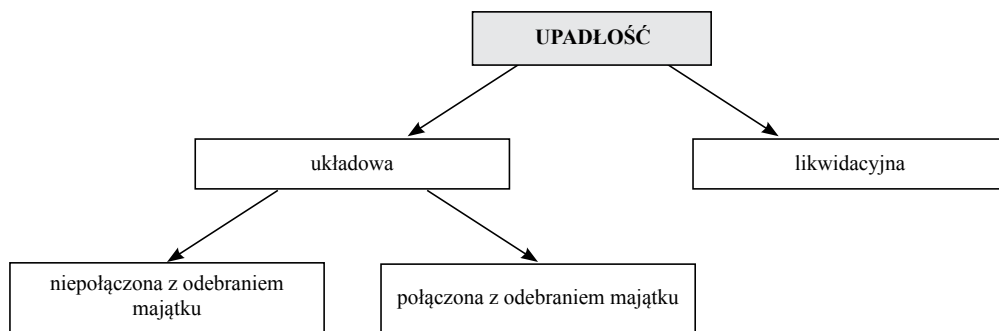 UPADŁOŚĆ
układowa
likwidacyjna
niepołączona z odebraniem
majątku
połączona z odebraniem majątku